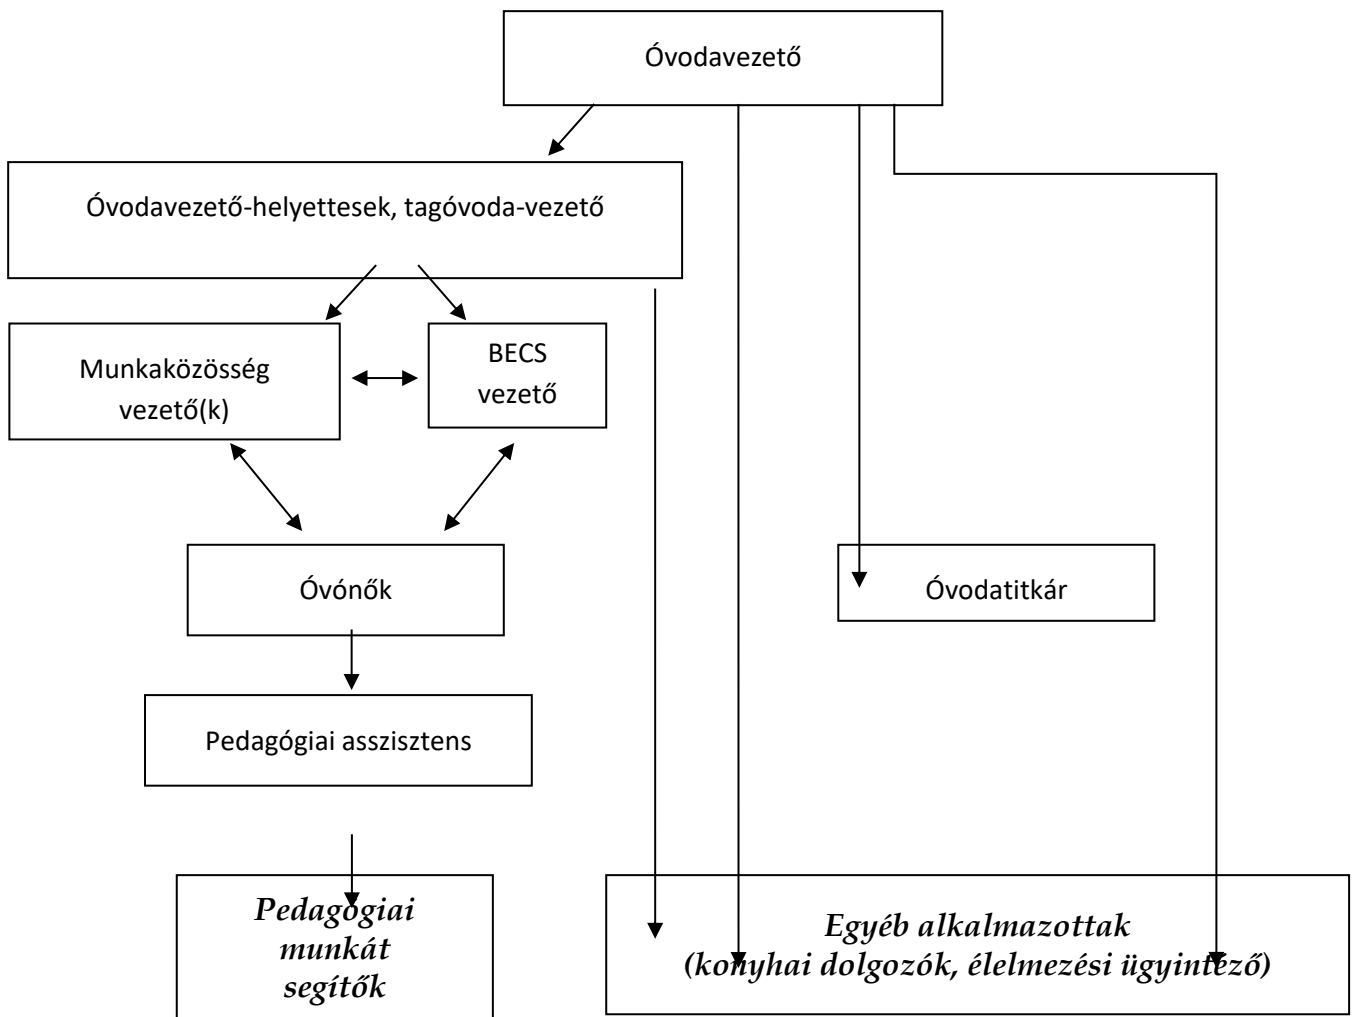 Óvodavezető
Óvodavezető-helyettesek, tagóvoda-vezető
Munkaközösség
vezető(k)
BECS
vezető
Óvónők
Óvodatitkár
Pedagógiai asszisztens
Pedagógiai
munkát
segítők
Egyéb alkalmazottak
(konyhai dolgozók, élelmezési ügyintéző)